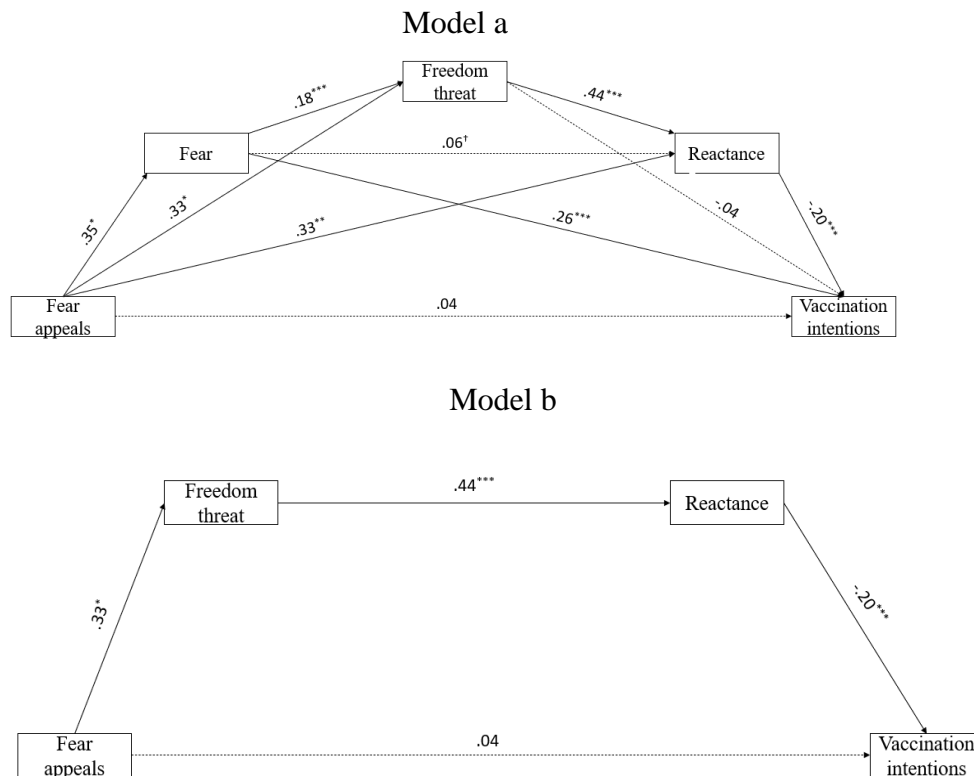 Model a
Freedom
threat
.18***
.44***
Fear
.06†
Reactance
.35*
.33*
.33**
.26***
-.04
-.20***
Fear
appeals
.04
Vaccination
intentions
Model b
Freedom
threat
.44***
Reactance
.33*
-.20***
Fear
appeals
.04
Vaccination
intentions